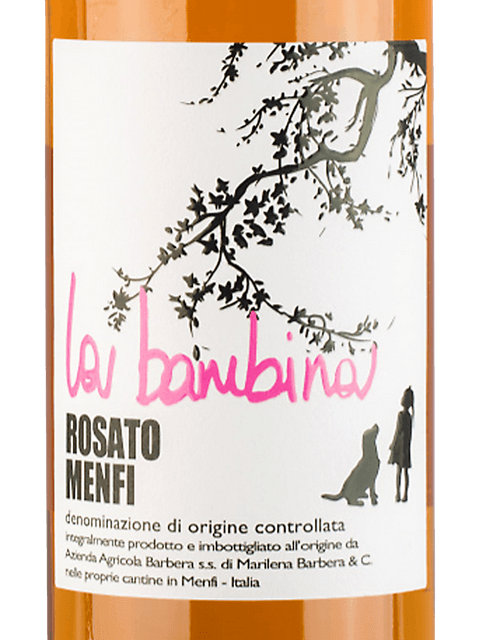 la bambina
ROSATO
MENFI
denominazione di origine controllata
integralmente prodotto e imbottigliato all'origine da
Azienda Agricola Barbera s.s. di Marilena Barbera & C.
nelle proprie cantine in Menfi - Italia